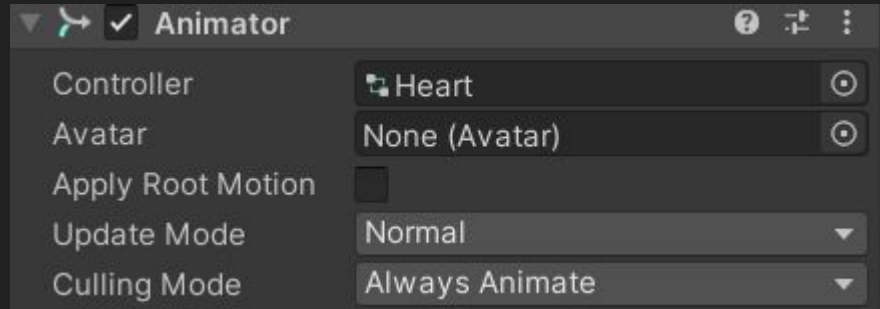 Animator
Controller Heart
Avatar None (Avatar)
Apply Root Motion
Update Mode Normal
Culling Mode Always Animate